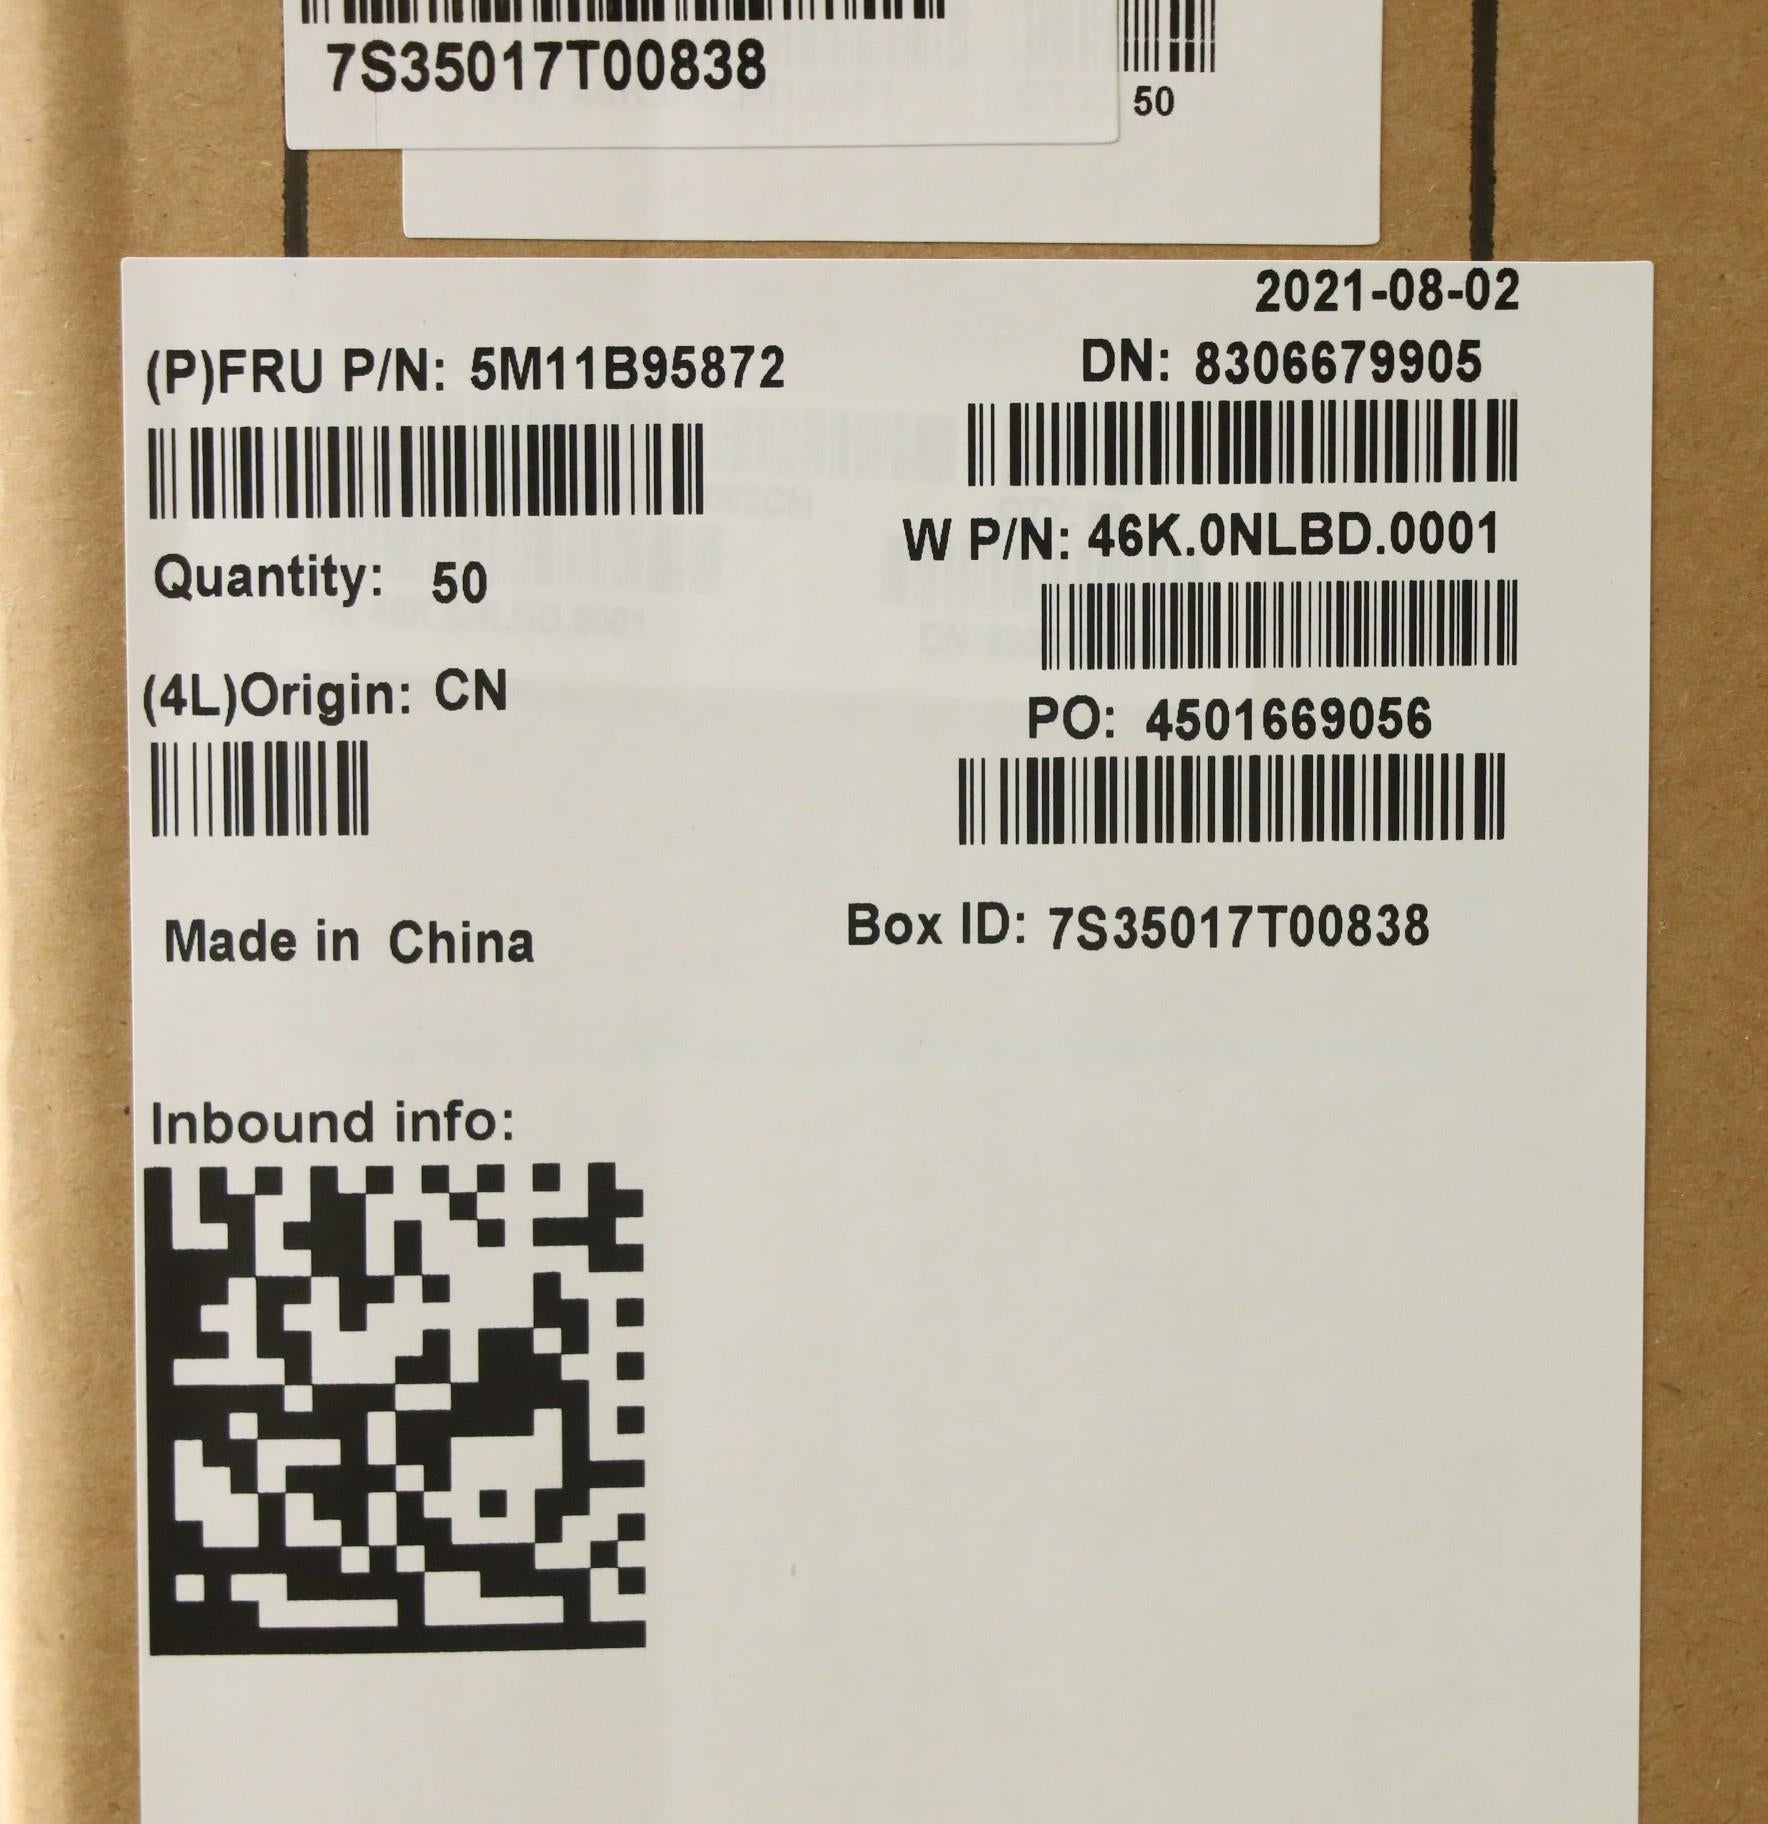 7S35017T00838
50
2021-08-02
(P)FRU P/N: 5M11B95872
DN: 8306679905
W P/N: 46K.0NLBD.0001
Quantity: 50
(4L)Origin: CN
PO: 4501669056
Made in China
Box ID: 7S35017T00838
Inbound info: